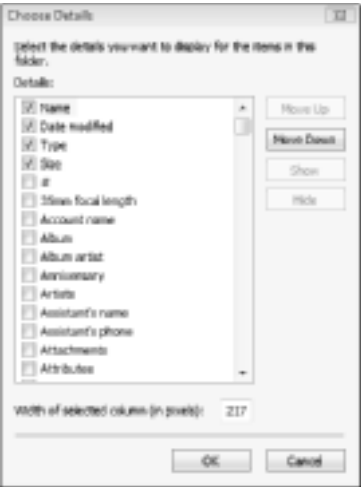 Choose Details
Select the details you want to display for the items in this
folder.
Details:
Name
Date modified
Type
Size
#
35mm focal length
Account name
Album
Album artist
Anniversary
Artists
Assistant's name
Assistant's phone
Attachments
Attributes
Move Up
Move Down
Show
Hide
Width of selected column (in pixels): 217
OK
Cancel